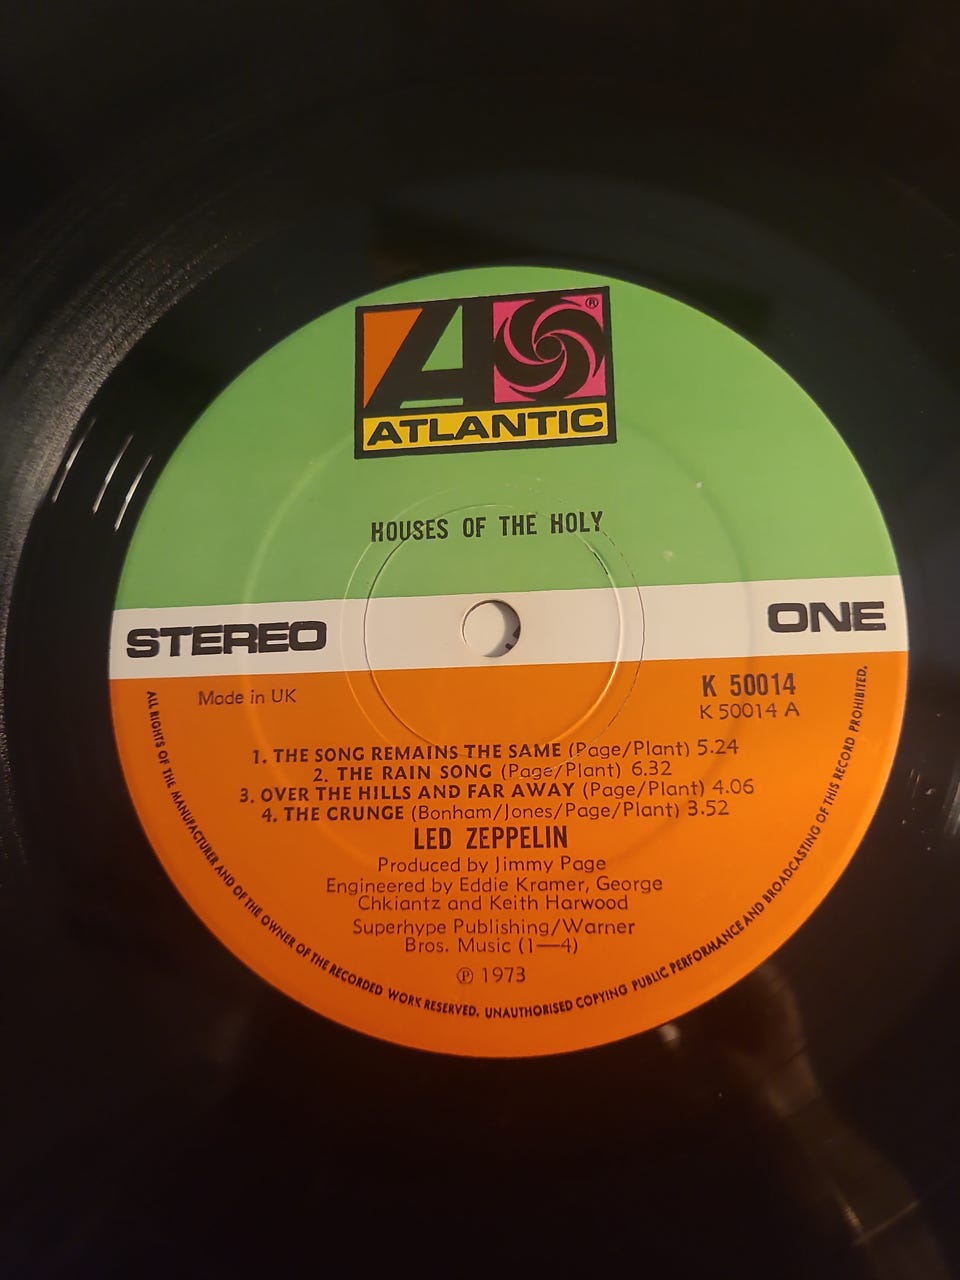 ®
ATLANTIC
HOUSES OF THE HOLY
STEREO
ONE
Made in UK
K 50014
K 50014 A
1. THE SONG REMAINS THE SAME (Page/Plant) 5.24
2. THE RAIN SONG (Page/Plant) 6.32
3. OVER THE HILLS AND FAR AWAY (Page/Plant) 4.06
4. THE CRUNGE (Bonham/Jones/Page/Plant) 3.52
LED ZEPPELIN
Produced by Jimmy Page
Engineered by Eddie Kramer, George
Chkiantz and Keith Harwood
Superhype Publishing/Warner
Bros. Music (1—4)
℗ 1973
ALL RIGHTS OF THE MANUFACTURER AND OF THE OWNER OF THE RECORDED WORK RESERVED. UNAUTHORISED COPYING PUBLIC PERFORMANCE AND BROADCASTING OF THIS RECORD PROHIBITED.